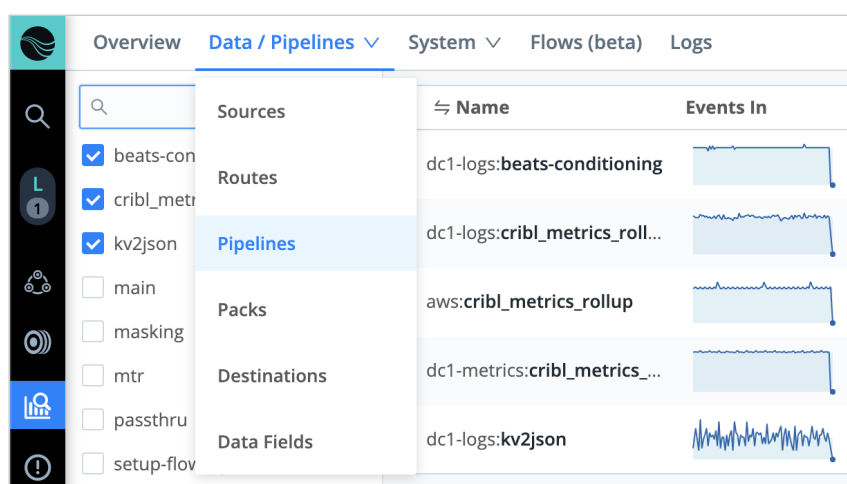 Overview Data / Pipelines System Flows (beta) Logs
L
1
beats-con
cribl_metr
kv2json
main
masking
mtr
passthru
setup-flow
Sources
Routes
Pipelines
Packs
Destinations
Data Fields
Name Events In
dc1-logs:beats-conditioning
dc1-logs:cribl_metrics_roll...
aws:cribl_metrics_rollup
dc1-metrics:cribl_metrics_...
dc1-logs:kv2json